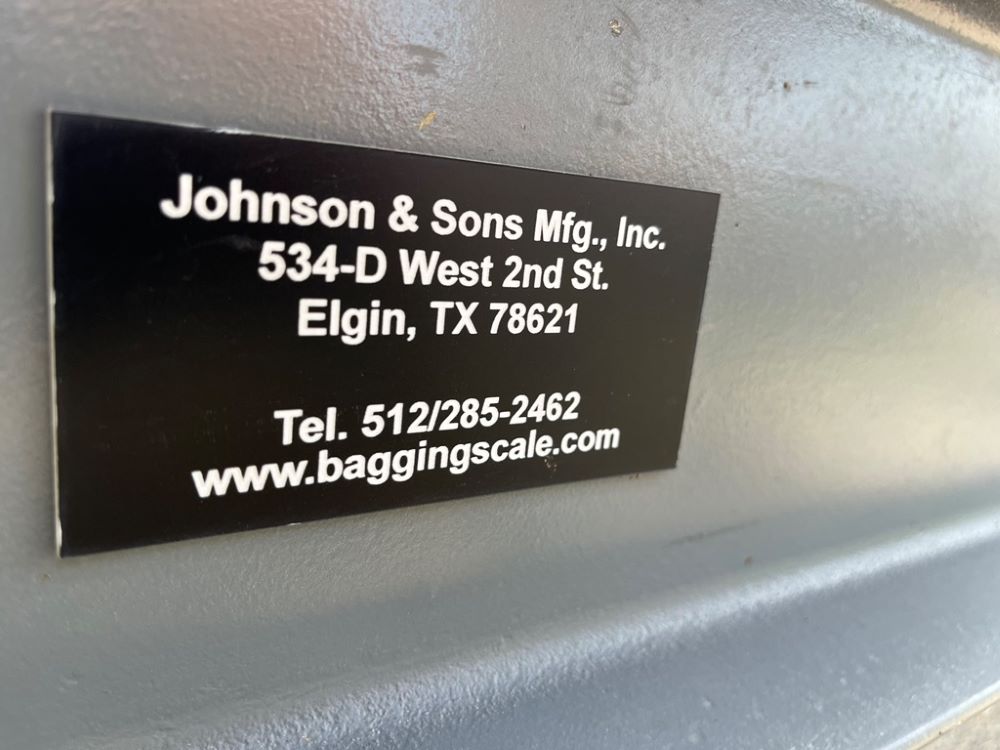 Johnson & Sons Mfg., Inc.
534-D West 2nd St.
Elgin, TX 78621
Tel. 512/285-2462
www.baggingscale.com